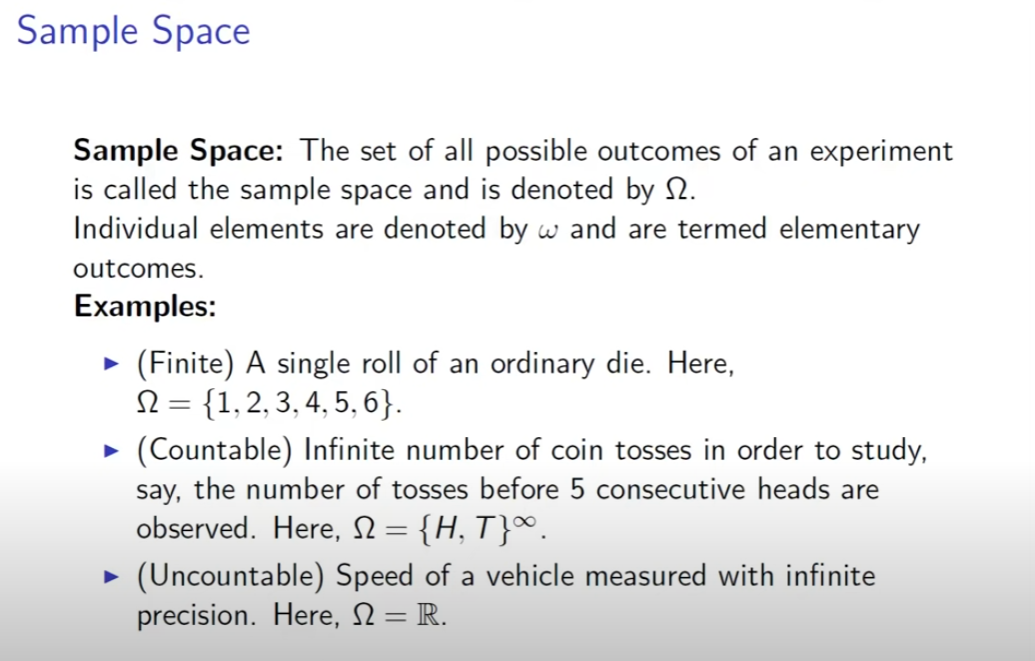 Sample Space
Sample Space: The set of all possible outcomes of an experiment
is called the sample space and is denoted by Ω.
Individual elements are denoted by ω and are termed elementary
outcomes.
Examples:
▶ (Finite) A single roll of an ordinary die. Here,
Ω = {1, 2, 3, 4, 5, 6}.
▶ (Countable) Infinite number of coin tosses in order to study,
say, the number of tosses before 5 consecutive heads are
observed. Here, Ω = {H, T}^∞.
▶ (Uncountable) Speed of a vehicle measured with infinite
precision. Here, Ω = ℝ.